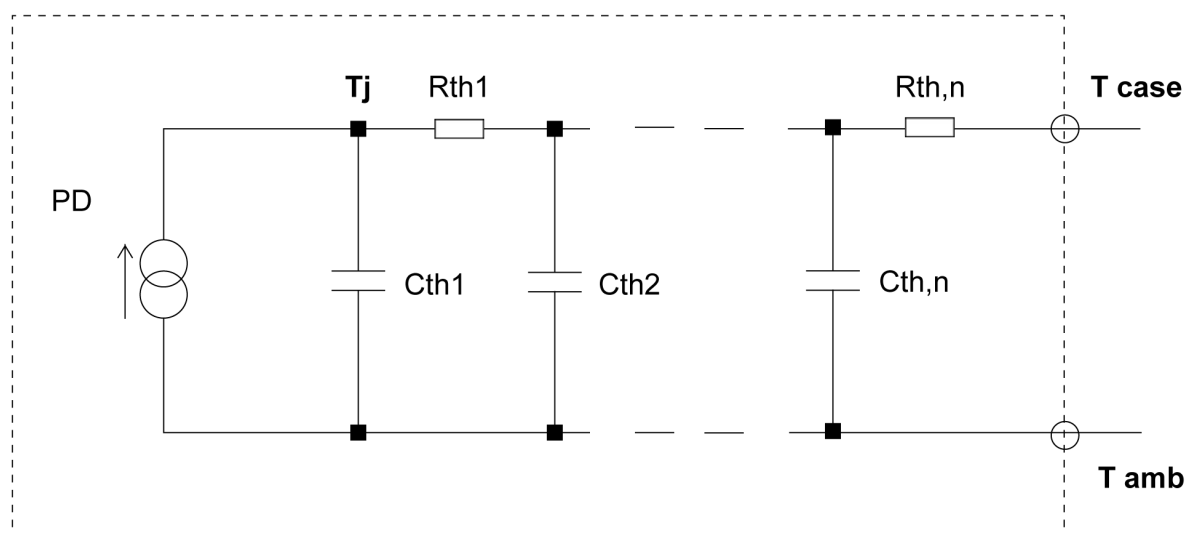 Tj
Rth1
Rth,n
T case
PD
Cth1
Cth2
Cth,n
T amb